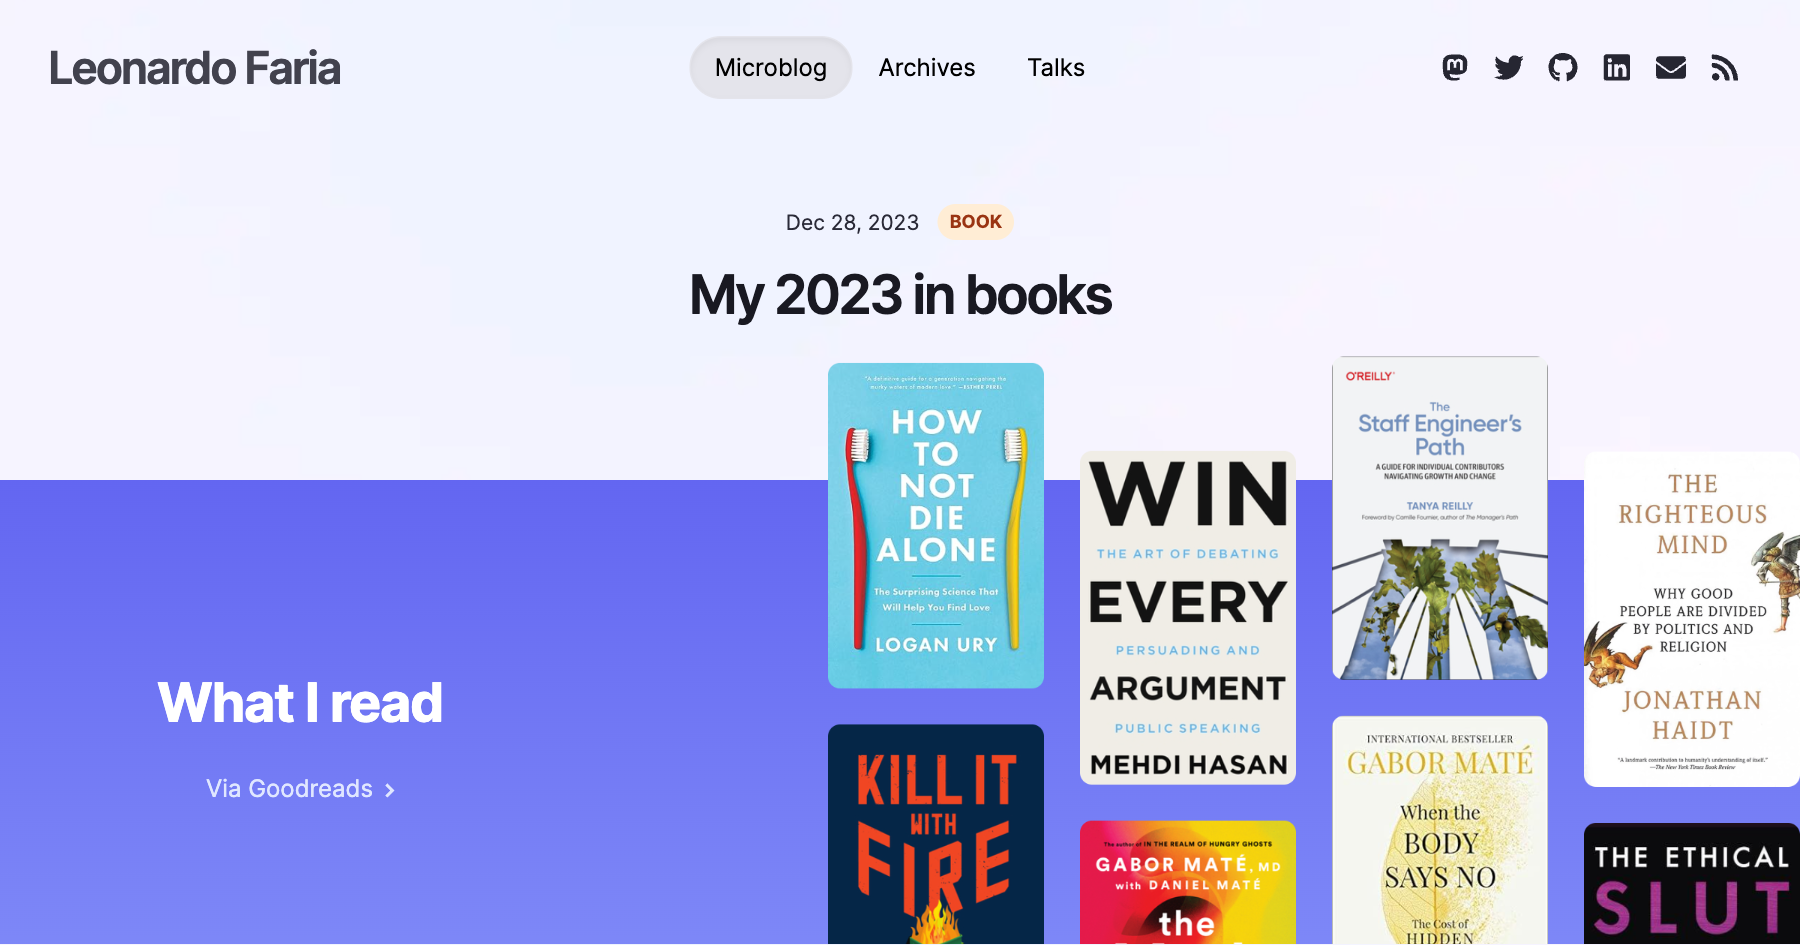 Leonardo Faria
Microblog
Archives
Talks
Dec 28, 2023
BOOK
My 2023 in books
What I read
Via Goodreads
"A definitive guide for a generation navigating the
murky waters of modern love." —ESTHER PEREL
HOW
TO
NOT
DIE
ALONE
The Surprising Science That
Will Help You Find Love
LOGAN URY
KILL IT
WITH
FIRE
WIN
THE ART OF DEBATING
EVERY
PERSUADING AND
ARGUMENT
PUBLIC SPEAKING
MEHDI HASAN
The author of IN THE REALM OF HUNGRY GHOSTS
GABOR MATÉ, MD
with DANIEL MATÉ
the
O'REILLY
The
Staff Engineer's
Path
A GUIDE FOR INDIVIDUAL CONTRIBUTORS
NAVIGATING GROWTH AND CHANGE
TANYA REILLY
Foreword by Camille Fournier, author of The Manager's Path
INTERNATIONAL BESTSELLER
GABOR MATÉ
When the
BODY
SAYS NO
The Cost of
HIDDEN
THE
RIGHTEOUS
MIND
WHY GOOD
PEOPLE ARE DIVIDED
BY POLITICS AND
RELIGION
JONATHAN
HAIDT
"A landmark contribution to humanity's understanding of itself."
—The New York Times Book Review
THE ETHICAL
SLUT